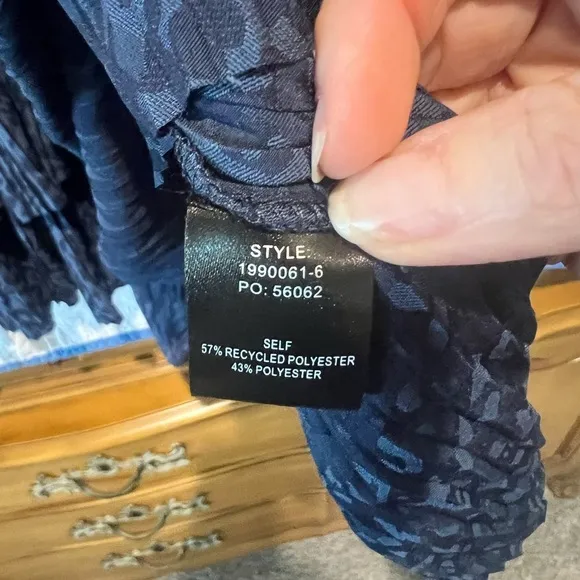 STYLE:
1990061-6
PO: 56062
SELF
57% RECYCLED POLYESTER
43% POLYESTER